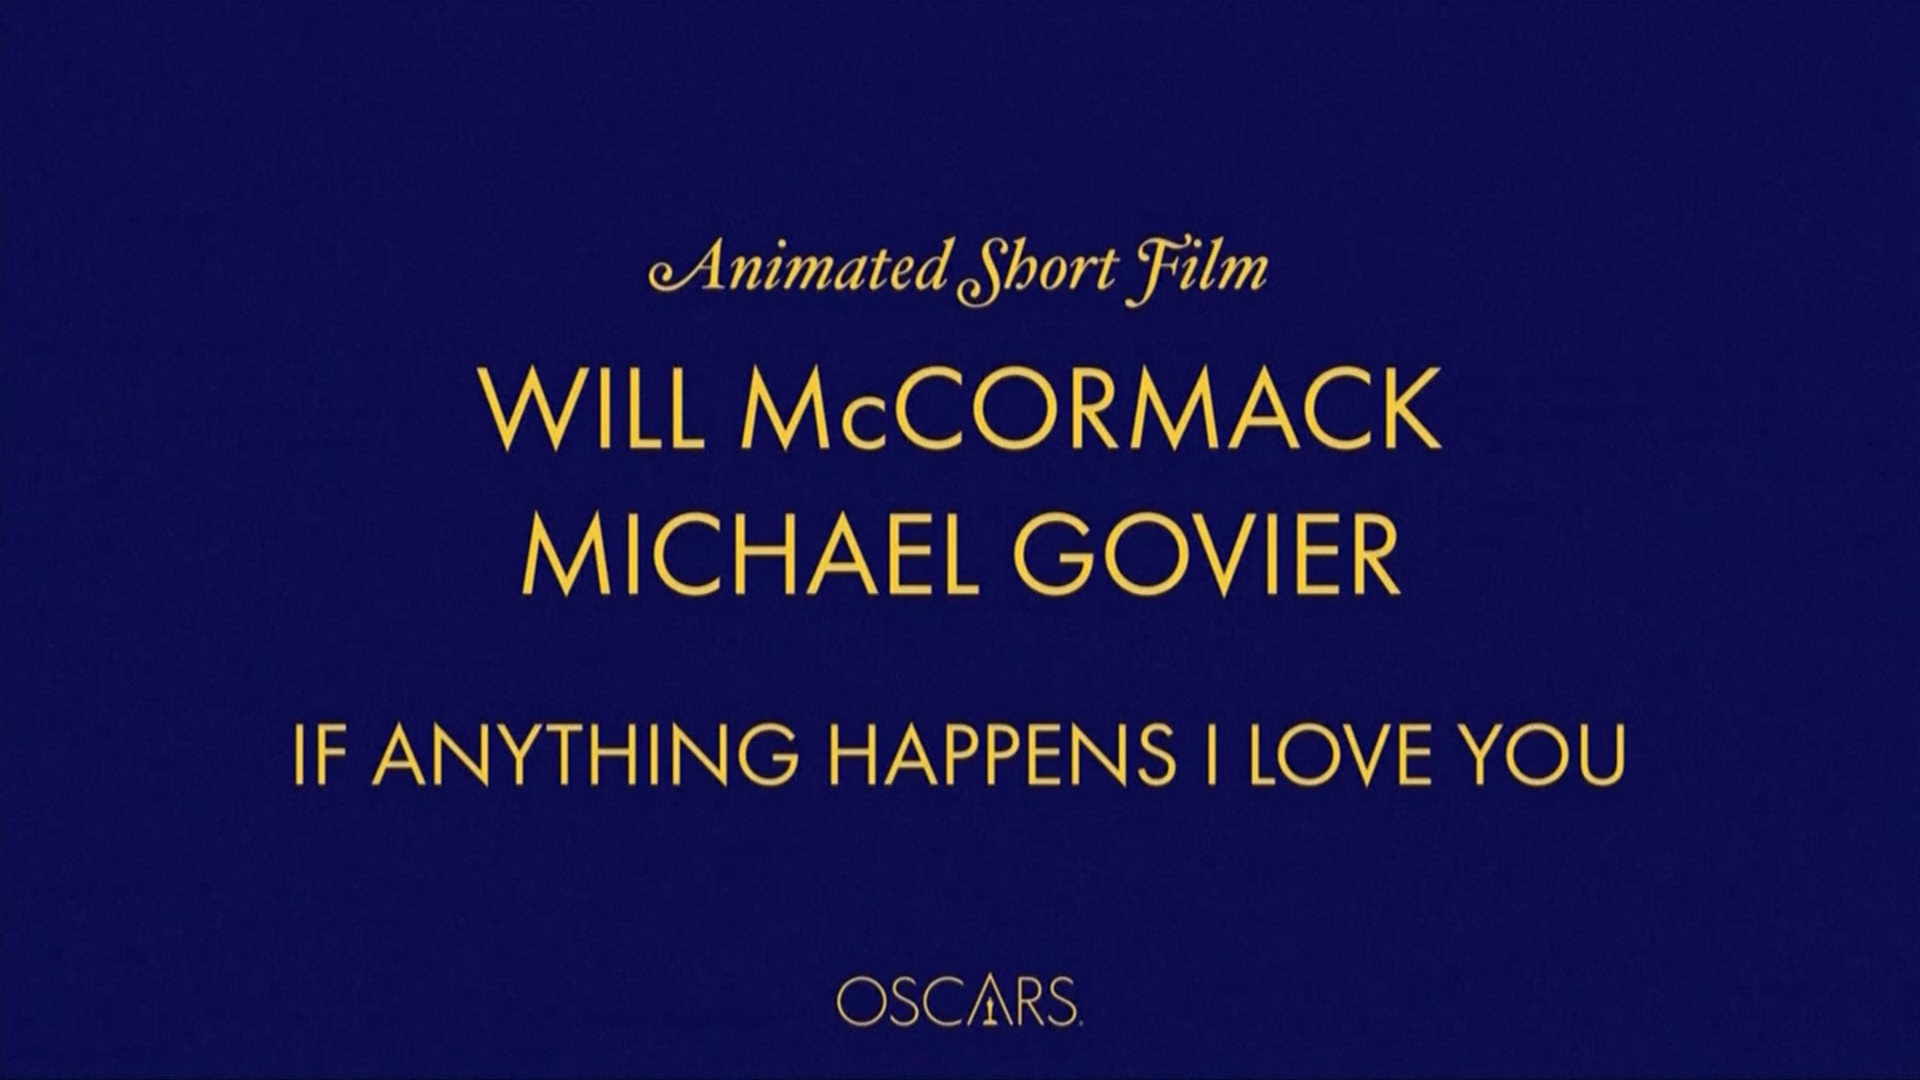 Animated Short Film
WILL McCORMACK
MICHAEL GOVIER
IF ANYTHING HAPPENS I LOVE YOU
OSCARS